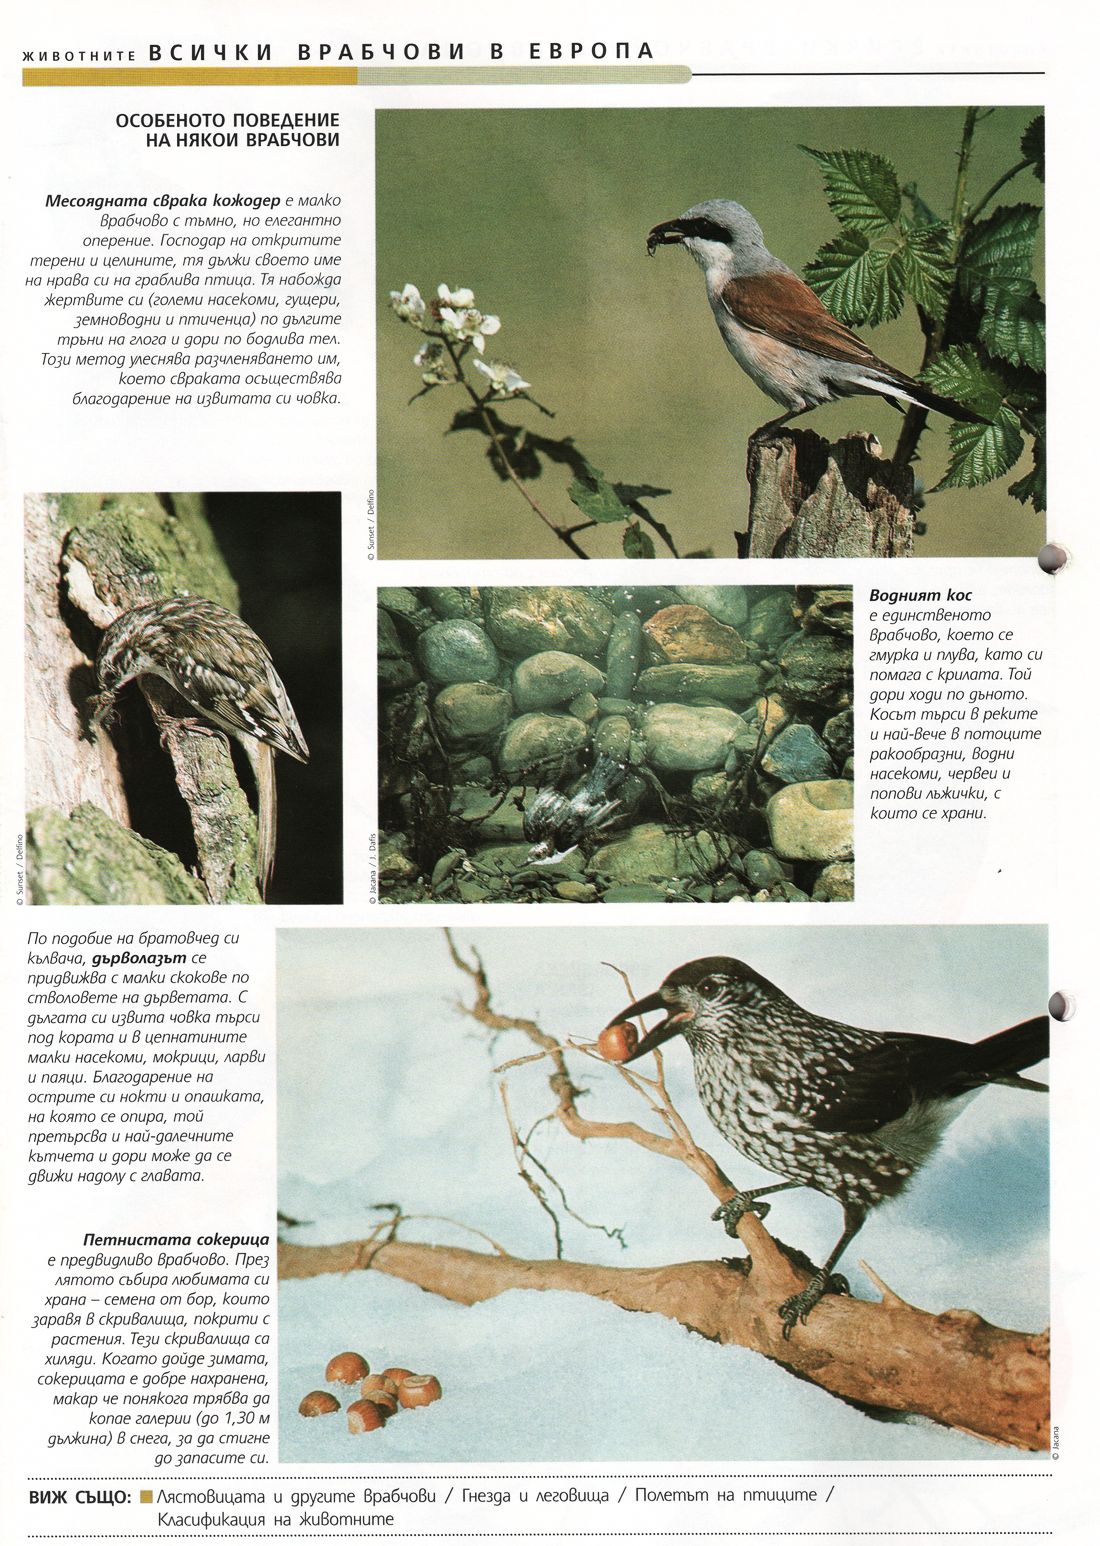 ЖИВОТНИТЕ ВСИЧКИ ВРАБЧОВИ В ЕВРОПА
ОСОБЕНОТО ПОВЕДЕНИЕ
НА НЯКОИ ВРАБЧОВИ
Месоядната сврака кожодер е малко
врабчово с тъмно, но елегантно
оперение. Господар на откритите
терени и целините, тя дължи своето име
на нрава си на граблива птица. Тя набожда
жертвите си (големи насекоми, гущери,
земноводни и птиченца) по дългите
тръни на глога и дори по бодлива тел.
Този метод улеснява разчленяването им,
което свраката осъществява
благодарение на извитата си човка.
© Sunset / Delfino
© Sunset / Delfino
© Jacana / J. Dafis
Водният кос
е единственото
врабчово, което се
гмурка и плува, като си
помага с крилата. Той
дори ходи по дъното.
Косът търси в реките
и най-вече в потоците
ракообразни, водни
насекоми, червеи и
попови лъжички, с
които се храни.
По подобие на братовчед си
кълвача, дърволазът се
придвижва с малки скокове по
стволовете на дърветата. С
дългата си извита човка търси
под кората и в цепнатините
малки насекоми, мокрици, ларви
и паяци. Благодарение на
острите си нокти и опашката,
на която се опира, той
претърсва и най-далечните
кътчета и дори може да се
движи надолу с главата.
Петнистата сокерица
е предвидливо врабчово. През
лятото събира любимата си
храна – семена от бор, които
заравя в скривалища, покрити с
растения. Тези скривалища са
хиляди. Когато дойде зимата,
сокерицата е добре нахранена,
макар че понякога трябва да
копае галерии (до 1,30 м
дължина) в снега, за да стигне
до запасите си.
© Jacana
ВИЖ СЪЩО: Лястовицата и другите врабчови / Гнезда и леговища / Полетът на птиците /
Класификация на животните